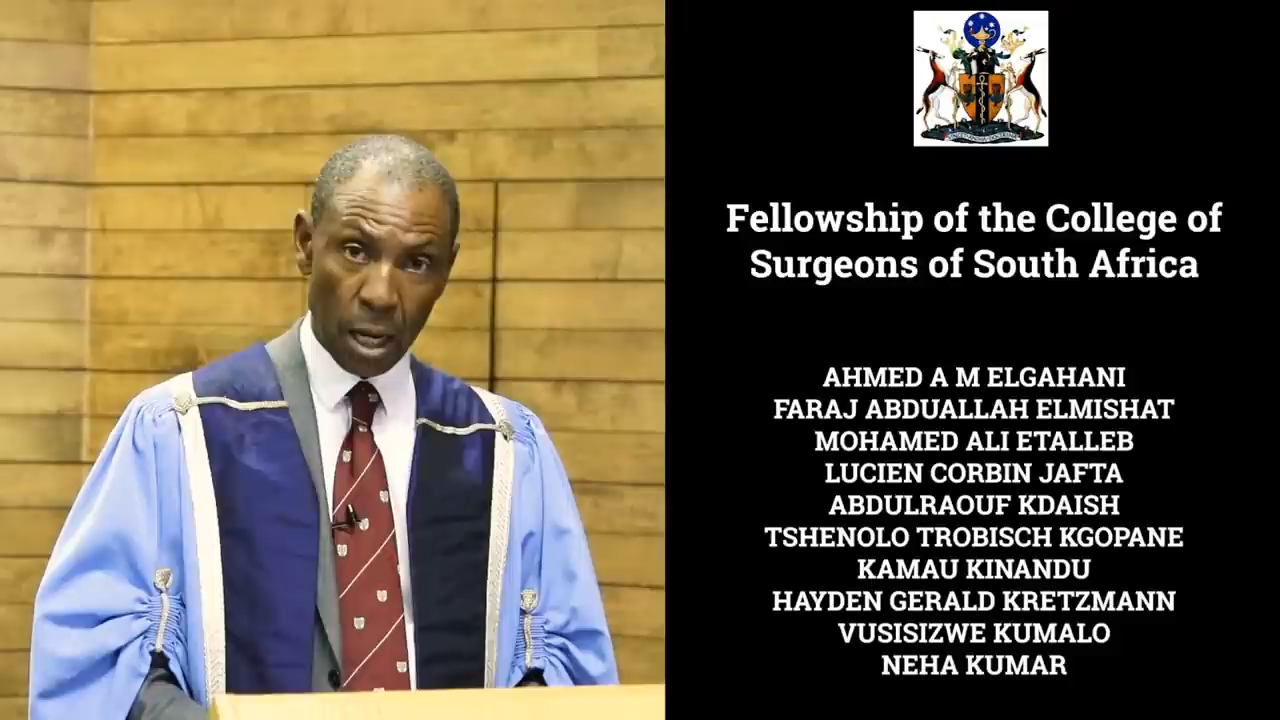 Fellowship of the College of
Surgeons of South Africa
AHMED A M ELGAHANI
FARAJ ABDUALLAH ELMISHAT
MOHAMED ALI ETALLEB
LUCIEN CORBIN JAFTA
ABDULRAOUF KDAISH
TSHENOLO TROBISCH KGOPANE
KAMAU KINANDU
HAYDEN GERALD KRETZMANN
VUSISIZWE KUMALO
NEHA KUMAR